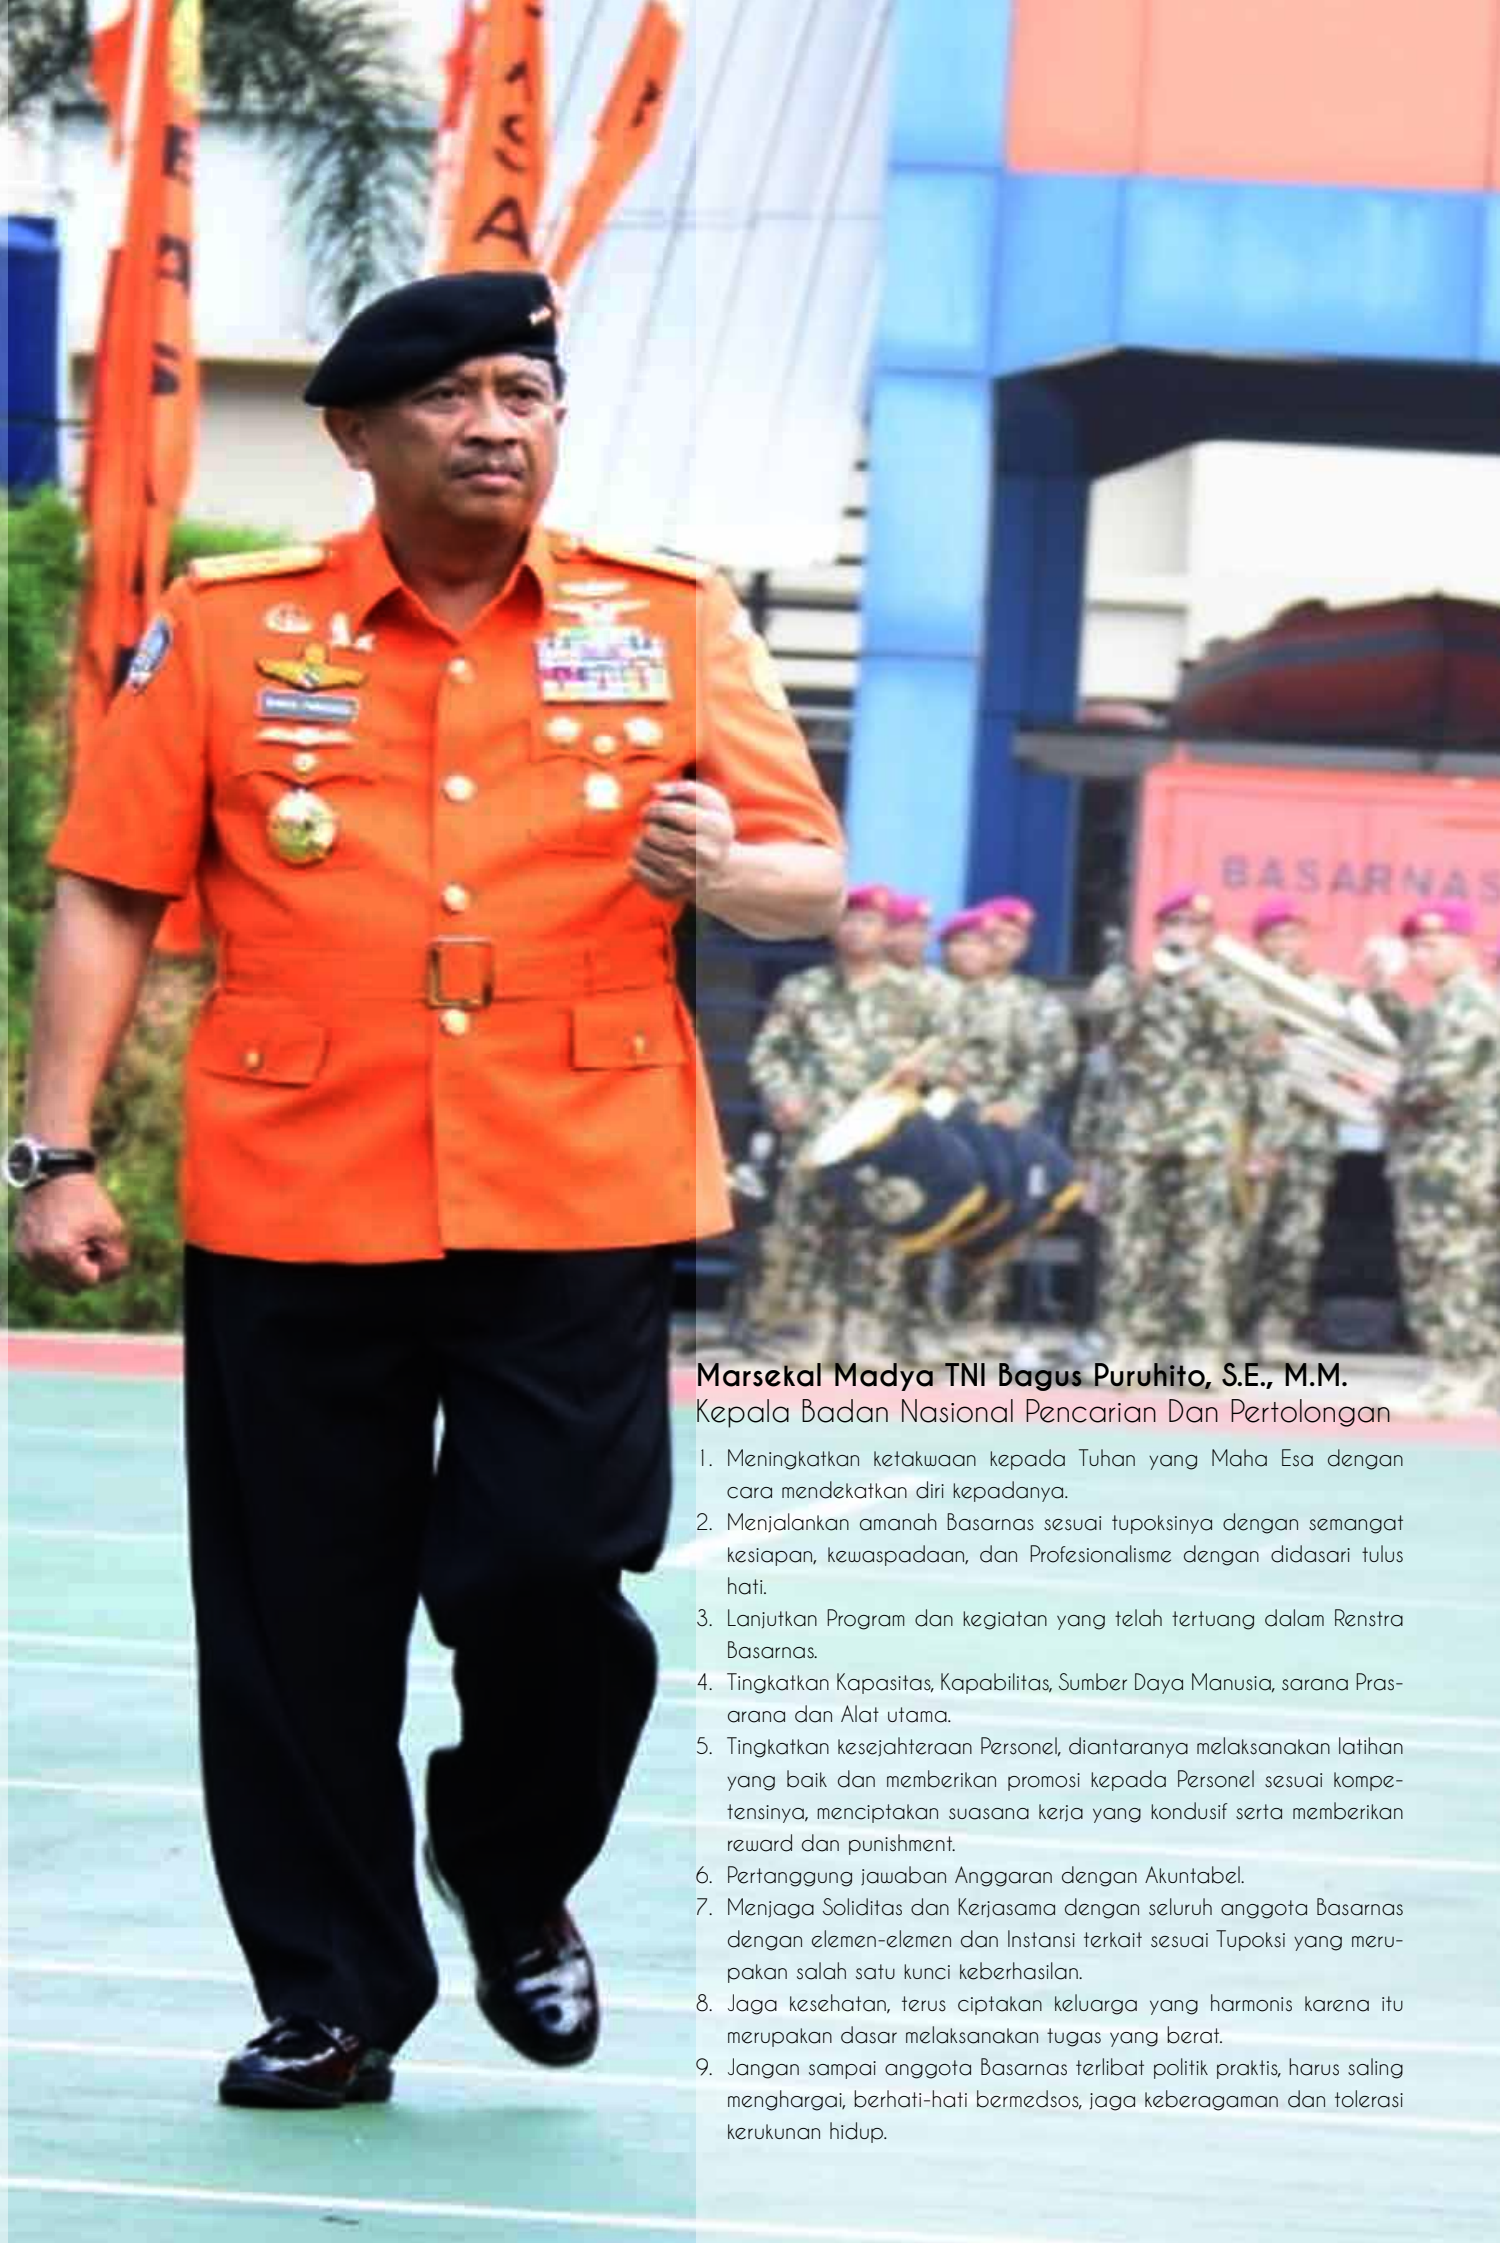 BASARNAS
Marsekal Madya TNI Bagus Puruhito, S.E., M.M.
Kepala Badan Nasional Pencarian Dan Pertolongan
1. Meningkatkan ketakwaan kepada Tuhan yang Maha Esa dengan
cara mendekatkan diri kepadanya.
2. Menjalankan amanah Basarnas sesuai tupoksinya dengan semangat
kesiapan, kewaspadaan, dan Profesionalisme dengan didasari tulus
hati.
3. Lanjutkan Program dan kegiatan yang telah tertuang dalam Renstra
Basarnas.
4. Tingkatkan Kapasitas, Kapabilitas, Sumber Daya Manusia, sarana Pras-
arana dan Alat utama.
5. Tingkatkan kesejahteraan Personel, diantaranya melaksanakan latihan
yang baik dan memberikan promosi kepada Personel sesuai kompe-
tensinya, menciptakan suasana kerja yang kondusif serta memberikan
reward dan punishment.
6. Pertanggung jawaban Anggaran dengan Akuntabel.
7. Menjaga Soliditas dan Kerjasama dengan seluruh anggota Basarnas
dengan elemen-elemen dan Instansi terkait sesuai Tupoksi yang meru-
pakan salah satu kunci keberhasilan.
8. Jaga kesehatan, terus ciptakan keluarga yang harmonis karena itu
merupakan dasar melaksanakan tugas yang berat.
9. Jangan sampai anggota Basarnas terlibat politik praktis, harus saling
menghargai, berhati-hati bermedsos, jaga keberagaman dan tolerasi
kerukunan hidup.